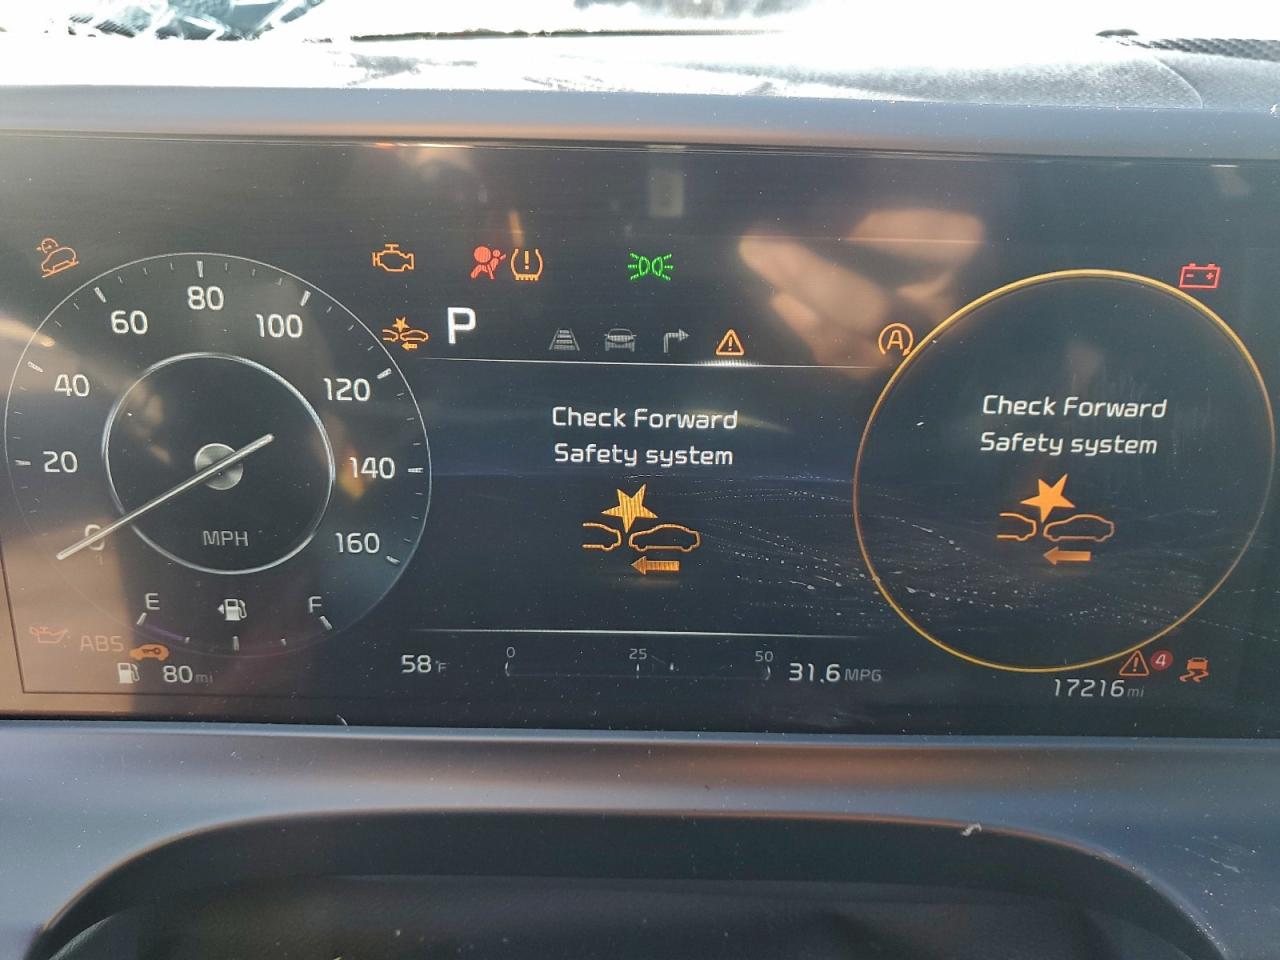 80
60
100
40
120
20
140
0
160
MPH
E
F
ABS
80mi
P
A
Check Forward
Safety system
58°F
0
25
50
31.6MPG
Check Forward
Safety system
4
17216mi